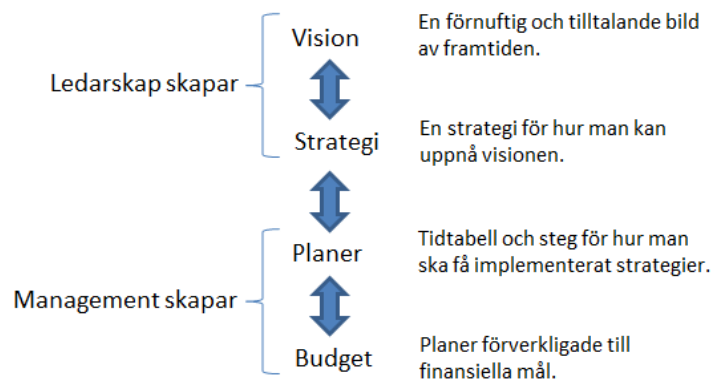 Vision
En förnuftig och tilltalande bild
av framtiden.
Ledarskap skapar
Strategi
En strategi för hur man kan
uppnå visionen.
Planer
Tidtabell och steg för hur man
ska få implementerat strategier.
Management skapar
Budget
Planer förverkligade till
finansiella mål.